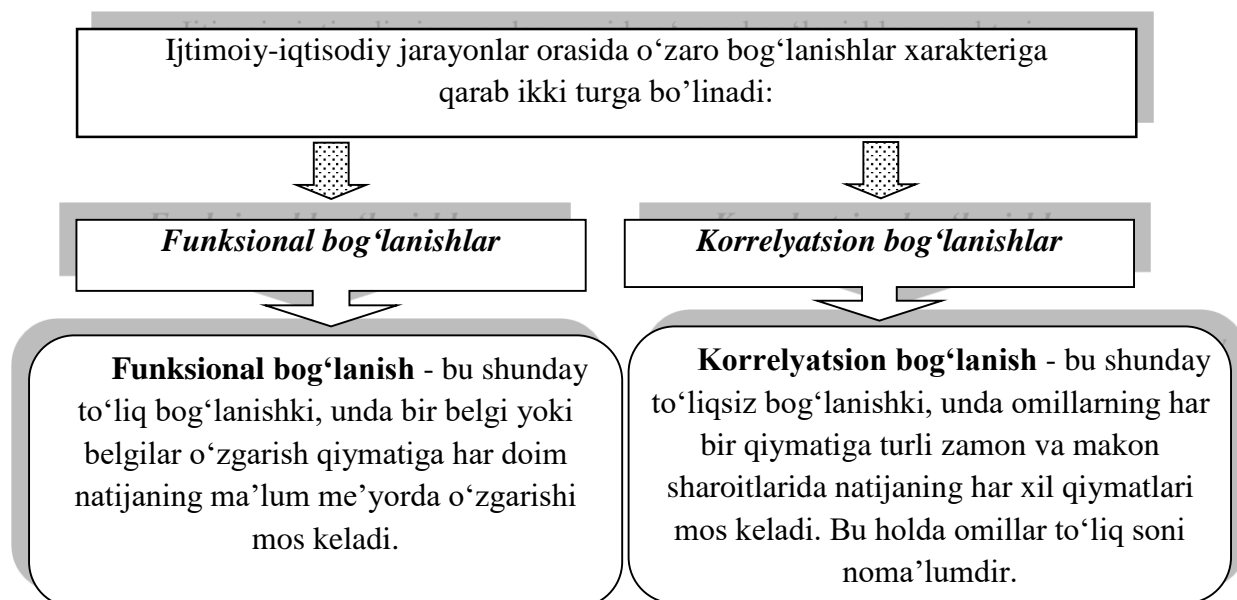 Ijtimoiy-iqtisodiy jarayonlar orasida o‘zaro bog‘lanishlar xarakteriga
qarab ikki turga bo’linadi:
Funksional bog‘lanishlar
Korrelyatsion bog‘lanishlar
Funksional bog‘lanish - bu shunday
to‘liq bog‘lanishki, unda bir belgi yoki
belgilar o‘zgarish qiymatiga har doim
natijaning ma’lum me’yorda o‘zgarishi
mos keladi.
Korrelyatsion bog‘lanish - bu shunday
to‘liqsiz bog‘lanishki, unda omillarning har
bir qiymatiga turli zamon va makon
sharoitlarida natijaning har xil qiymatlari
mos keladi. Bu holda omillar to‘liq soni
noma’lumdir.